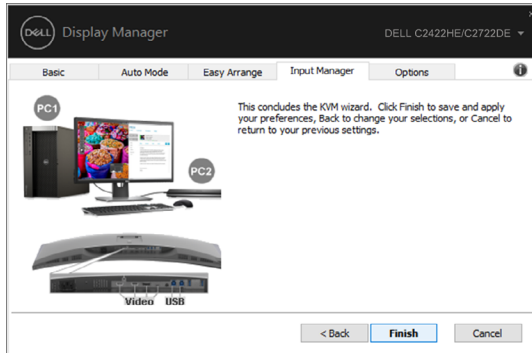 DELL Display Manager
DELL C2422HE/C2722DE
Basic
Auto Mode
Easy Arrange
Input Manager
Options
PC1
This concludes the KVM wizard. Click Finish to save and apply
your preferences, Back to change your selections, or Cancel to
return to your previous settings.
PC2
Video USB
< Back
Finish
Cancel